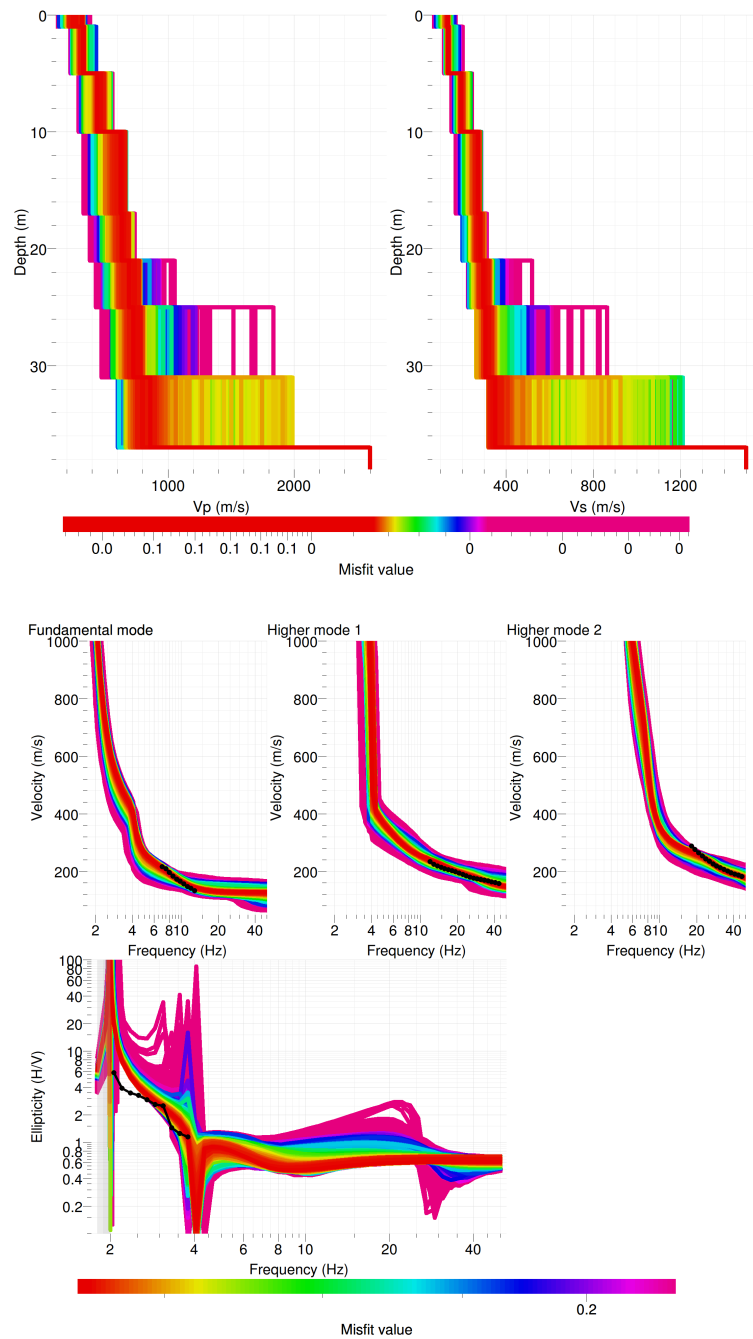 0
10
20
30
Depth (m)
1000 2000
Vp (m/s)
0
10
20
30
Depth (m)
400 800 1200
Vs (m/s)
0.0 0.1 0.1 0.1 0.1 0.1 0 0 0 0 0
Misfit value
Fundamental mode
1000
800
600
400
200
Velocity (m/s)
2 4 6 8 10 20 40
Frequency (Hz)
Higher mode 1
1000
800
600
400
200
Velocity (m/s)
2 4 6 8 10 20 40
Frequency (Hz)
Higher mode 2
1000
800
600
400
200
Velocity (m/s)
2 4 6 8 10 20 40
Frequency (Hz)
100
80
60
40
20
10
8
6
4
2
1
0.8
0.6
0.4
0.2
Ellipticity (H/V)
2 4 6 8 10 20 40
Frequency (Hz)
0.2
Misfit value